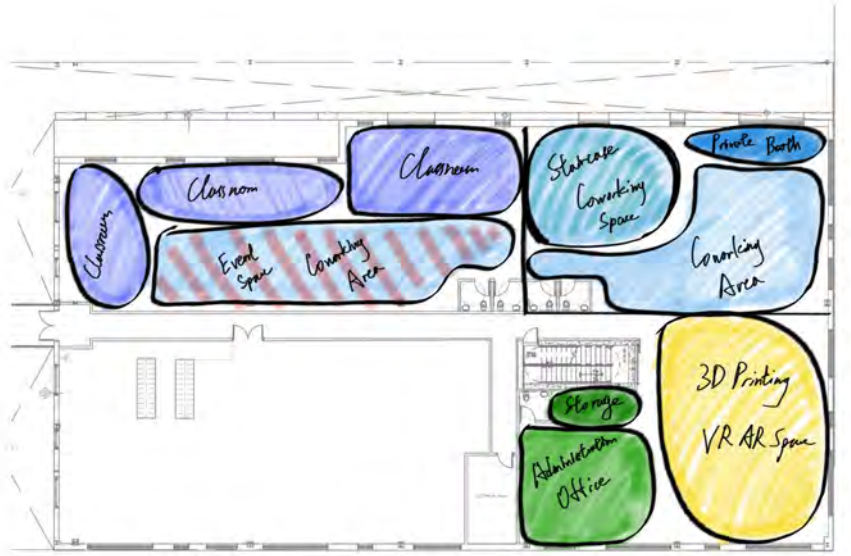 Classroom
Classroom
Classroom
Event
Space
Coworking
Area
Staircase
Coworking
Space
Private Booth
Coworking
Area
3D Printing
VR AR Space
Storage
Administration
Office